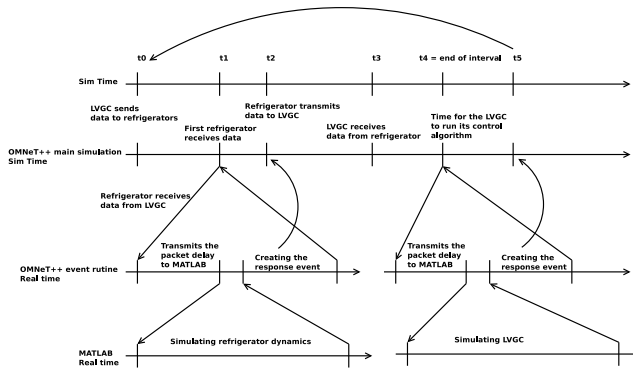 t0
t1
t2
t3
t4 = end of interval
t5
Sim Time
LVGC sends
data to refrigerators
First refrigerator
receives data
Refrigerator transmits
data to LVGC
LVGC receives
data from refrigerator
Time for the LVGC
to run its control
algorithm
OMNeT++ main simulation
Sim Time
Refrigerator receives
data from LVGC
Transmits the
packet delay
to MATLAB
Creating the
response event
Transmits the
packet delay
to MATLAB
Creating the
response event
OMNeT++ event rutine
Real time
Simulating refrigerator dynamics
Simulating LVGC
MATLAB
Real time